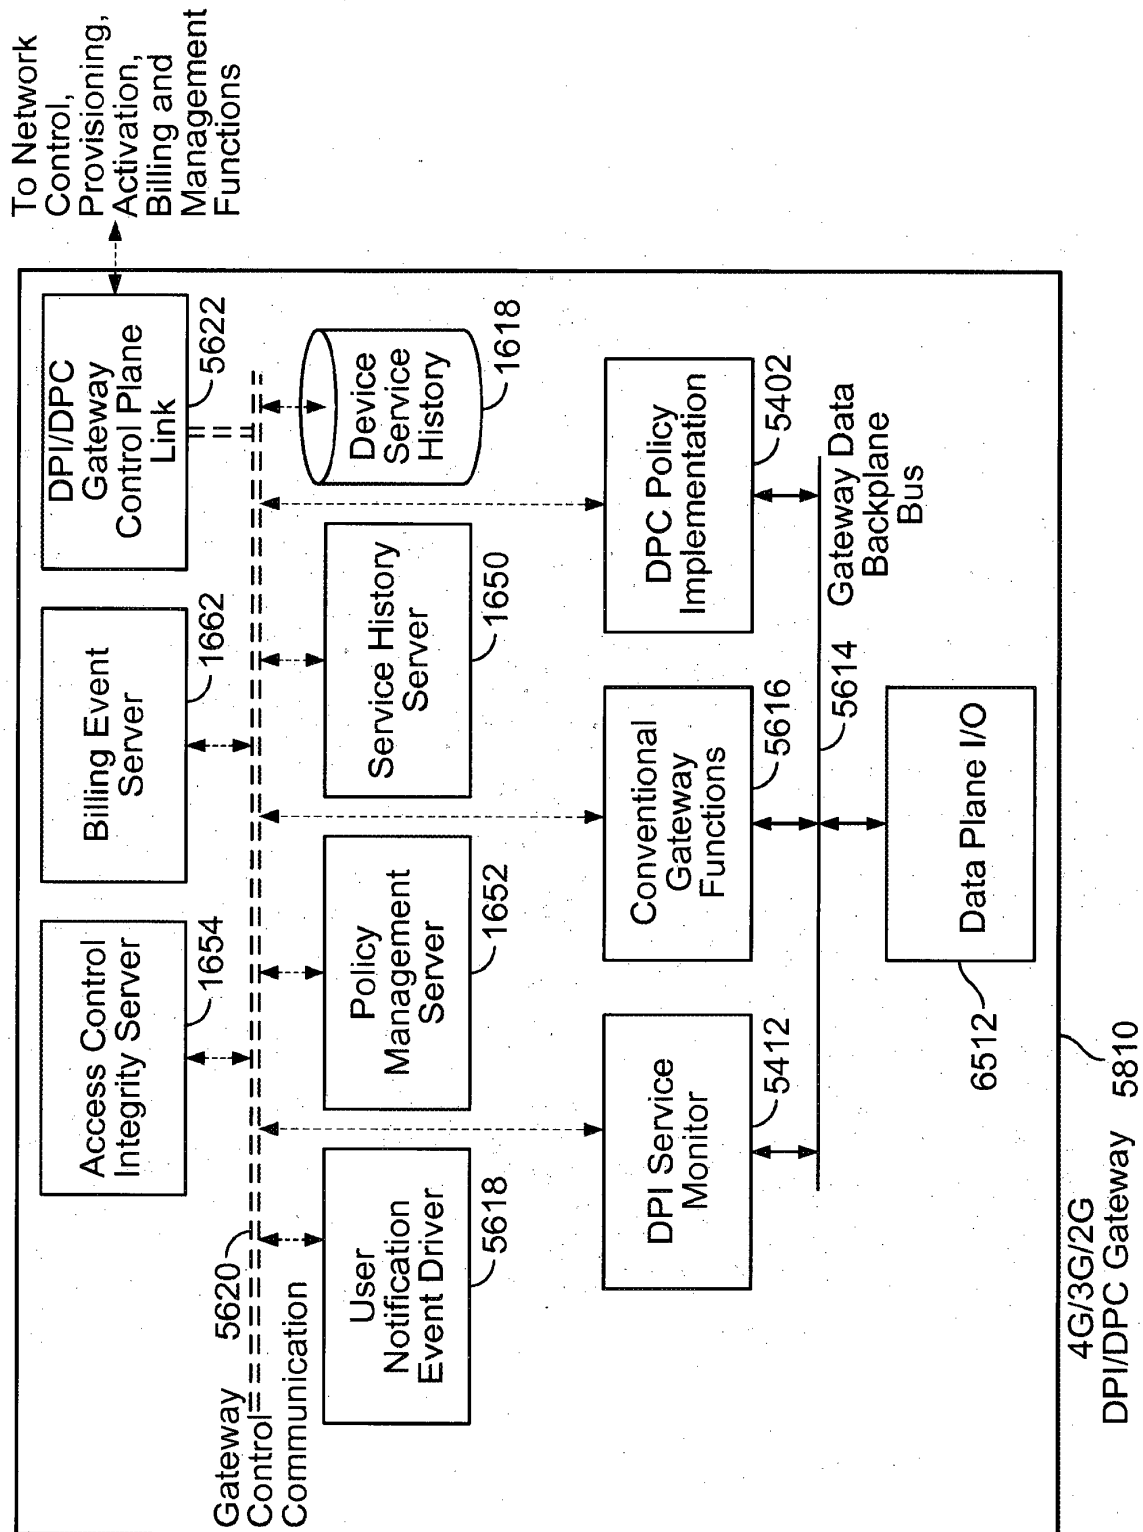 To Network
Control,
Provisioning,
Activation,
Billing and
Management
Functions
Access Control
Integrity Server
1654
Billing Event
Server
1662
DPI/DPC
Gateway
Control Plane
Link
5622
Gateway
Control
Communication
5620
User
Notification
Event Driver
5618
Policy
Management
Server
1652
Service History
Server
1650
Device
Service
History
1618
DPI Service
Monitor
5412
Conventional
Gateway
Functions
5616
DPC Policy
Implementation
5402
5614
Gateway Data
Backplane
Bus
Data Plane I/O
6512
4G/3G/2G
DPI/DPC Gateway
5810